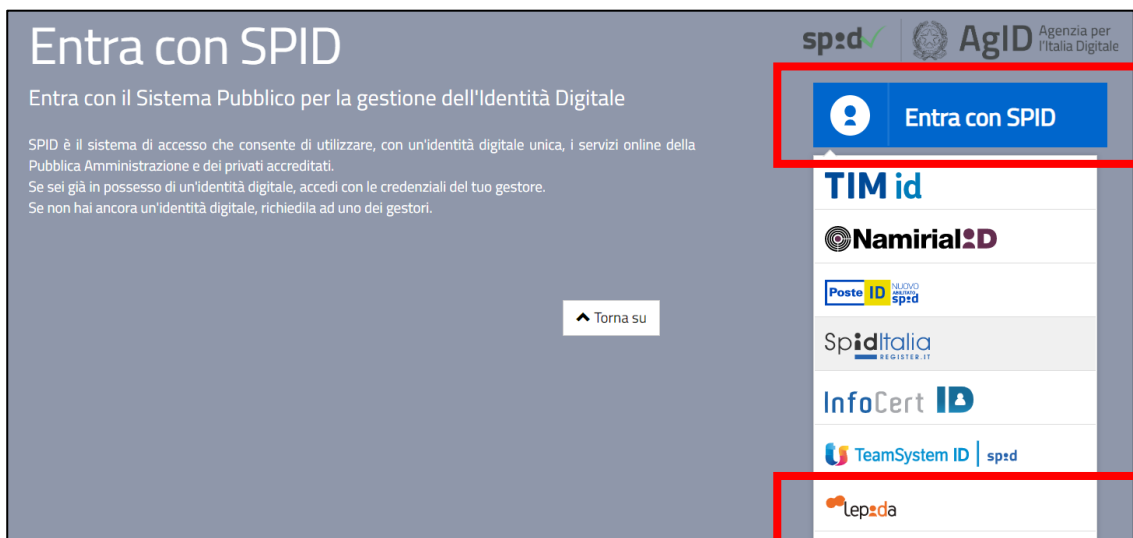 Entra con SPID
Entra con il Sistema Pubblico per la gestione dell'Identità Digitale
SPID è il sistema di accesso che consente di utilizzare, con un'identità digitale unica, i servizi online della
Pubblica Amministrazione e dei privati accreditati.
Se sei già in possesso di un'identità digitale, accedi con le credenziali del tuo gestore.
Se non hai ancora un'identità digitale, richiedila ad uno dei gestori.
Torna su
spid
AgID Agenzia per
l'Italia Digitale
Entra con SPID
TIM id
Namirial ID
Poste ID NUOVO
ABILITATO
spid
SpidItalia
REGISTER.IT
InfoCert ID
TeamSystem ID | spid
Lepida